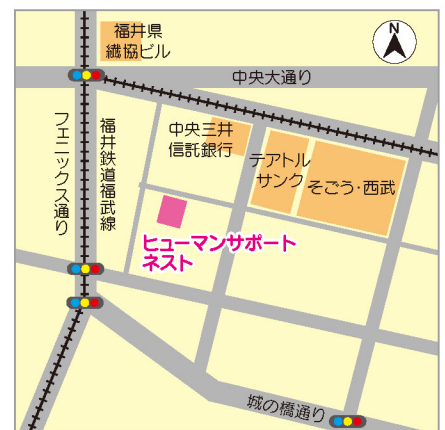 福井県
繊協ビル
N
中央大通り
フェニックス通り
福井鉄道福武線
中央三井
信託銀行
テアトル
サンク
そごう・西武
ヒューマンサポート
ネスト
城の橋通り